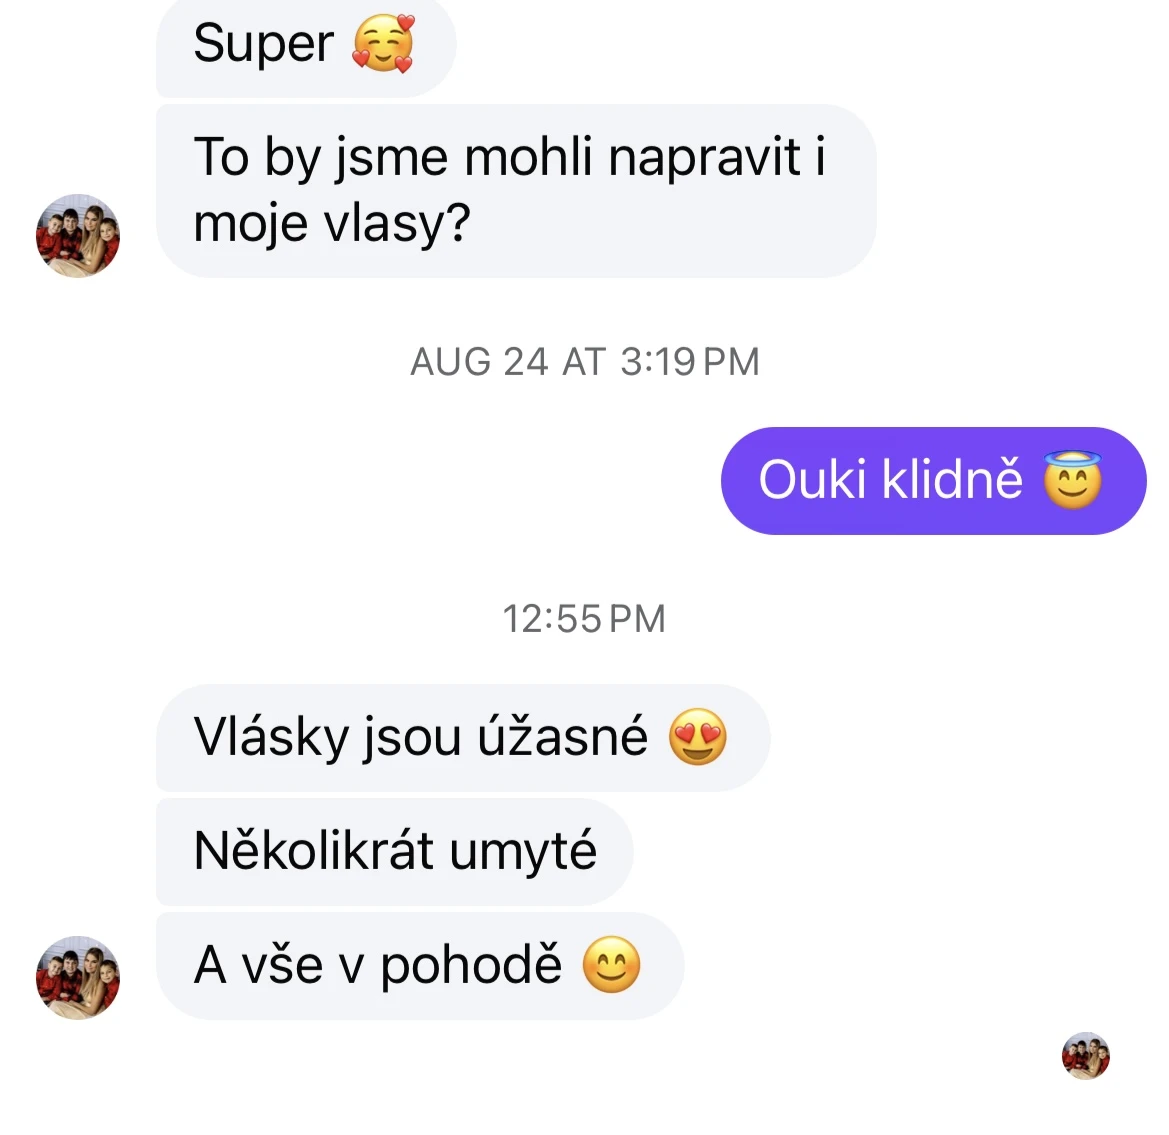 Super 🥰
To by jsme mohli napravit i
moje vlasy?
AUG 24 AT 3:19 PM
Ouki klidně 😇
12:55 PM
Vlásky jsou úžasné 😍
Několikrát umyté
A vše v pohodě 😊